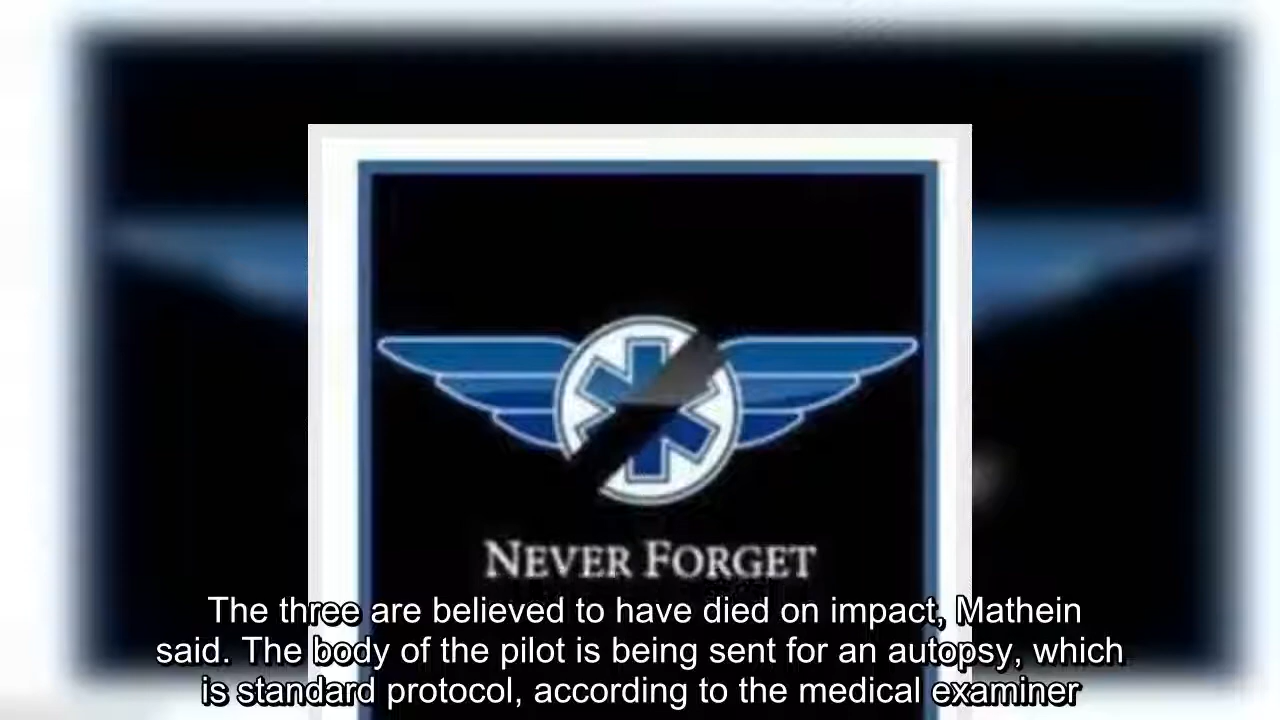 NEVER FORGET
The three are believed to have died on impact, Mathein
said. The body of the pilot is being sent for an autopsy, which
is standard protocol, according to the medical examiner